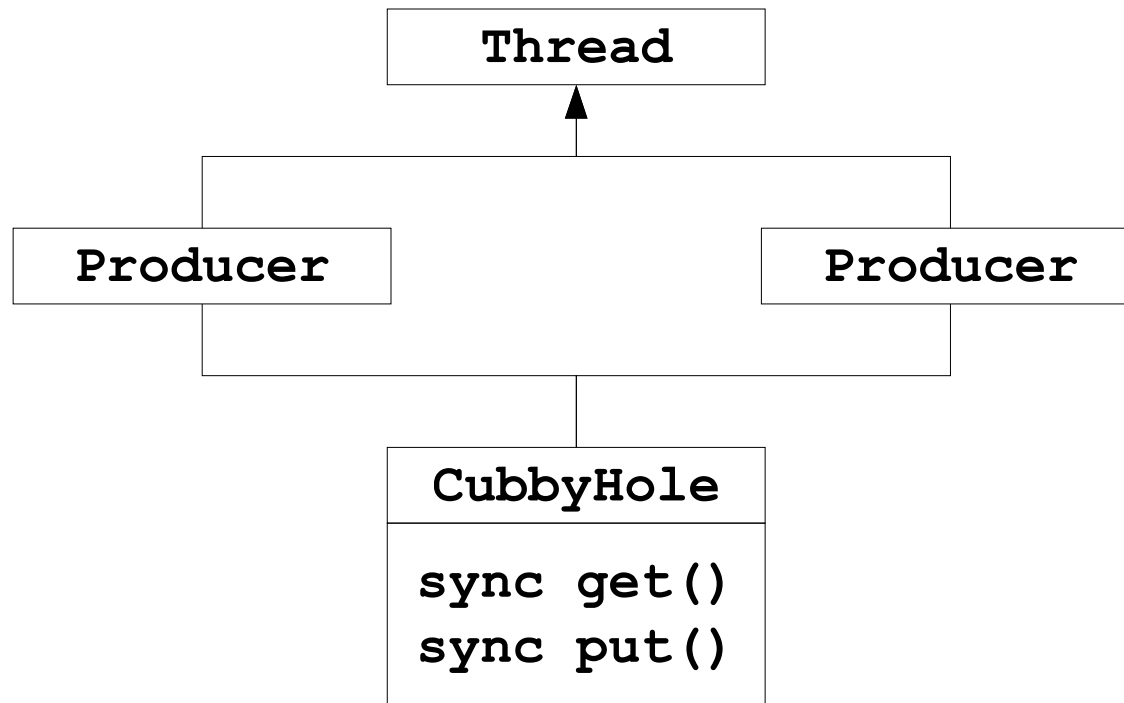 Thread
Producer
Producer
CubbyHole
sync get()
sync put()